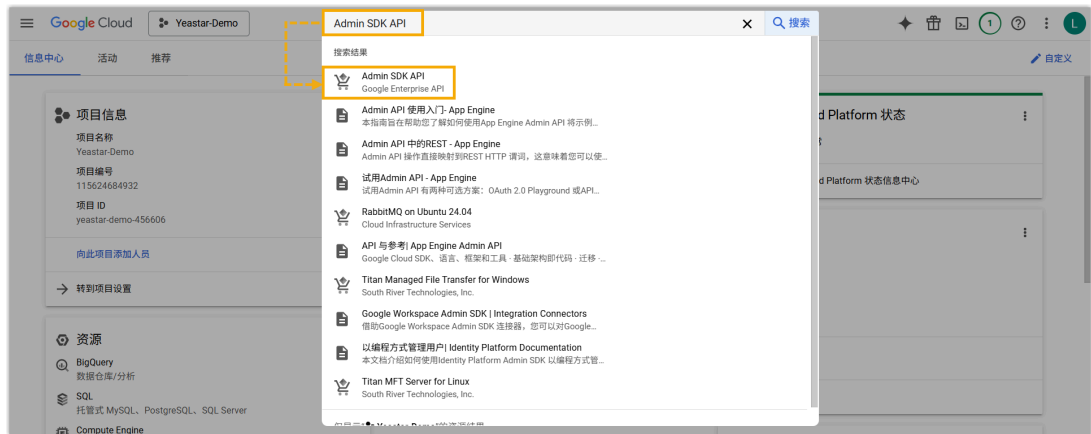 Google Cloud
Yeastar-Demo
Admin SDK API
搜索
1
L
信息中心
活动
推荐
自定义
搜索结果
Admin SDK API
Google Enterprise API
Admin API 使用入门- App Engine
本指南旨在帮助您了解如何使用App Engine Admin API 将示例...
Admin API 中的REST - App Engine
Admin API 操作直接映射到REST HTTP 请词，这意味着您可以使...
试用Admin API - App Engine
试用Admin API 有两种可选方案：OAuth 2.0 Playground 或API...
RabbitMQ on Ubuntu 24.04
Cloud Infrastructure Services
API 与参考| App Engine Admin API
Google Cloud SDK、语言、框架和工具 · 基础架构即代码 · 迁移 ·...
Titan Managed File Transfer for Windows
South River Technologies, Inc.
Google Workspace Admin SDK | Integration Connectors
借助Google Workspace Admin SDK 连接器，您可以对Google...
以编程方式管理用户| Identity Platform Documentation
本文档介绍如何使用Identity Platform Admin SDK 以编程方式管...
Titan MFT Server for Linux
South River Technologies, Inc.
项目信息
项目名称
Yeastar-Demo
项目编号
115624684932
项目 ID
yeastar-demo-456606
向此项目添加人员
转到项目设置
资源
BigQuery
数据仓库/分析
SQL
托管式 MySQL、PostgreSQL、SQL Server
Compute Engine
d Platform 状态
d Platform 状态信息中心